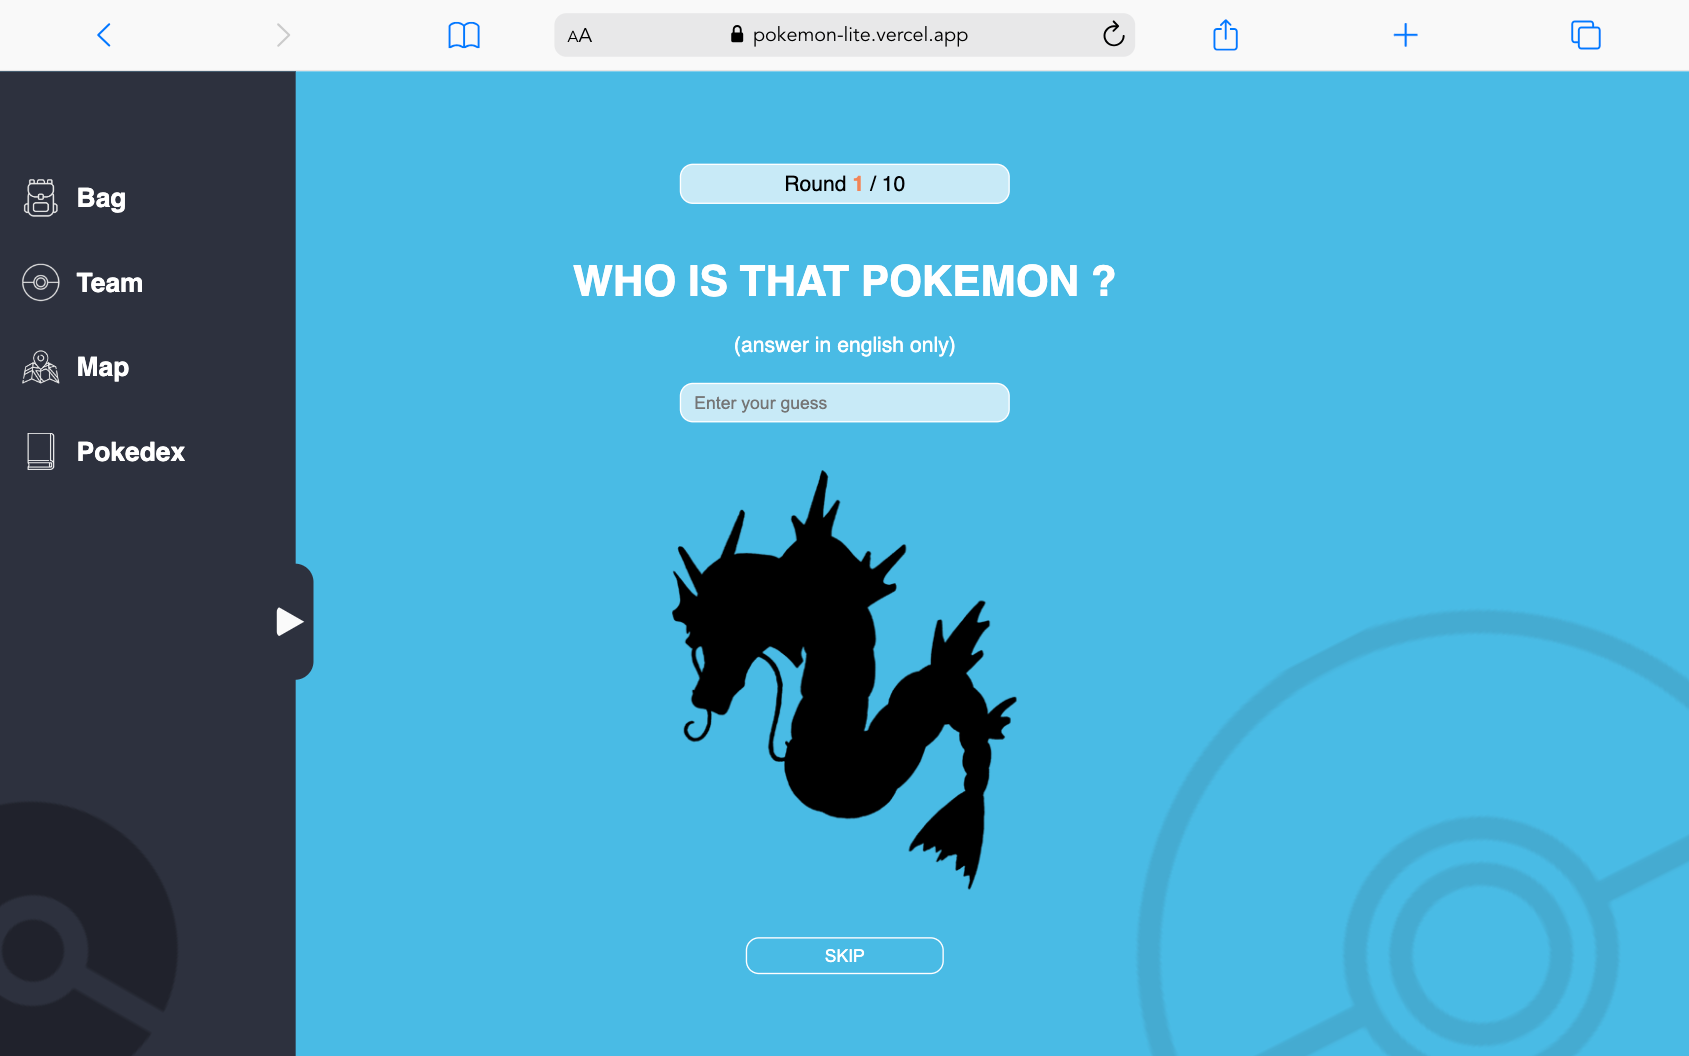 AA
pokemon-lite.vercel.app
Bag
Team
Map
Pokedex
Round 1 / 10
WHO IS THAT POKEMON ?
(answer in english only)
Enter your guess
SKIP